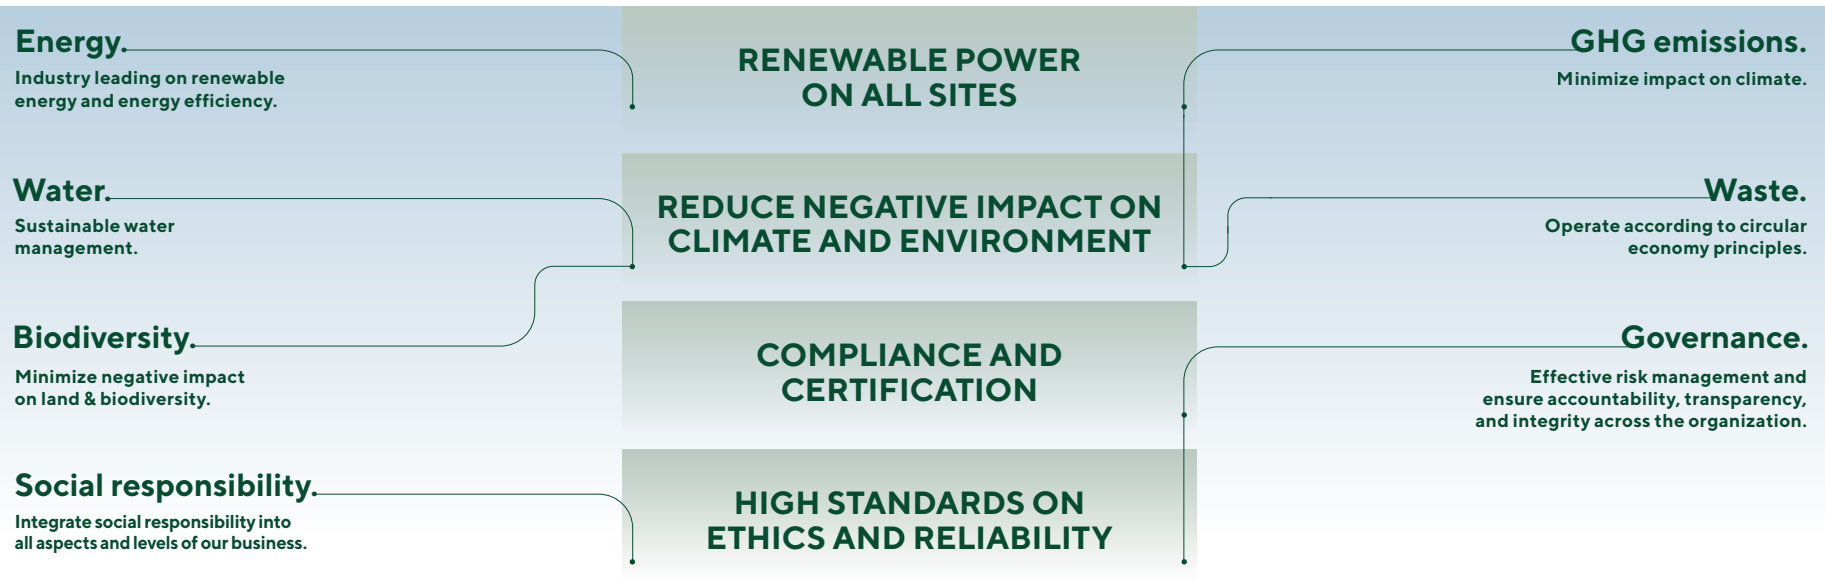 Energy.
Industry leading on renewable
energy and energy efficiency.
Water.
Sustainable water
management.
Biodiversity.
Minimize negative impact
on land & biodiversity.
Social responsibility.
Integrate social responsibility into
all aspects and levels of our business.
RENEWABLE POWER
ON ALL SITES
REDUCE NEGATIVE IMPACT ON
CLIMATE AND ENVIRONMENT
COMPLIANCE AND
CERTIFICATION
HIGH STANDARDS ON
ETHICS AND RELIABILITY
GHG emissions.
Minimize impact on climate.
Waste.
Operate according to circular
economy principles.
Governance.
Effective risk management and
ensure accountability, transparency,
and integrity across the organization.